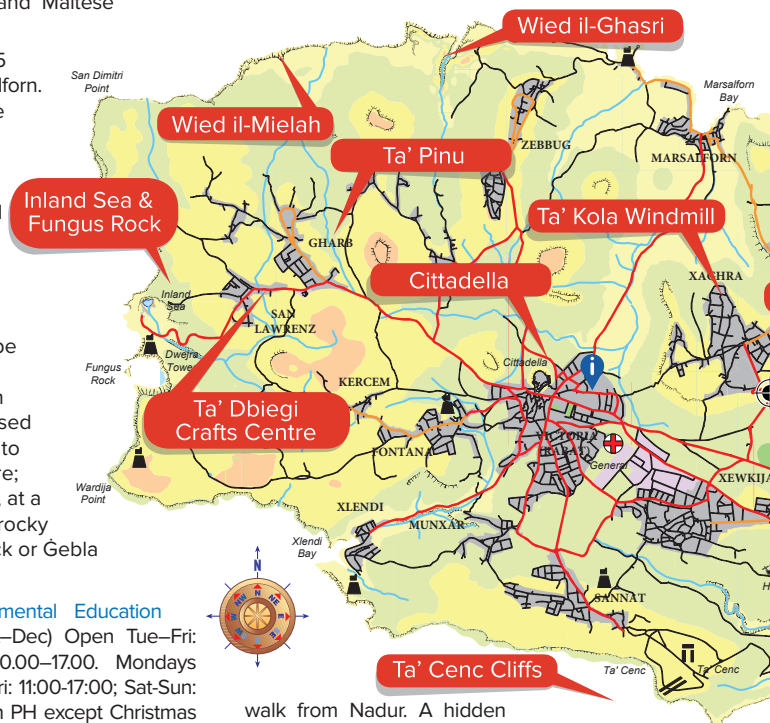 and Maltese
5
lforn.
e
be
n
sed
to
re;
, at a
rocky
ck or Ġebla
mental Education
–Dec) Open Tue–Fri:
0.00–17.00. Mondays
ri: 11:00-17:00; Sat-Sun:
n PH except Christmas
walk from Nadur. A hidden
Wied il-Ghasri
San Dimitri
Point
Marsalforn
Bay
Wied il-Mielah
ZEBBUG
MARSALFORN
Ta' Pinu
Inland Sea &
Fungus Rock
Ta' Kola Windmill
GHARB
XAGHRA
Cittadella
Inland
Sea
SAN
LAWRENZ
Dwejra
Towe
Fungus
Rock
Cittadella
i
KERCEM
Ta' Dbiegi
Crafts Centre
VICTORIA
(RABAT)
FONTANA
General
Wardija
Point
XEWKIJA
XLENDI
MUNXAR
Xlendi
Bay
N
N
NE
E
SE
S
SW
W
NW
SANNAT
H
Ta' Cenc
Ta' Cenc
Ta' Cenc Cliffs